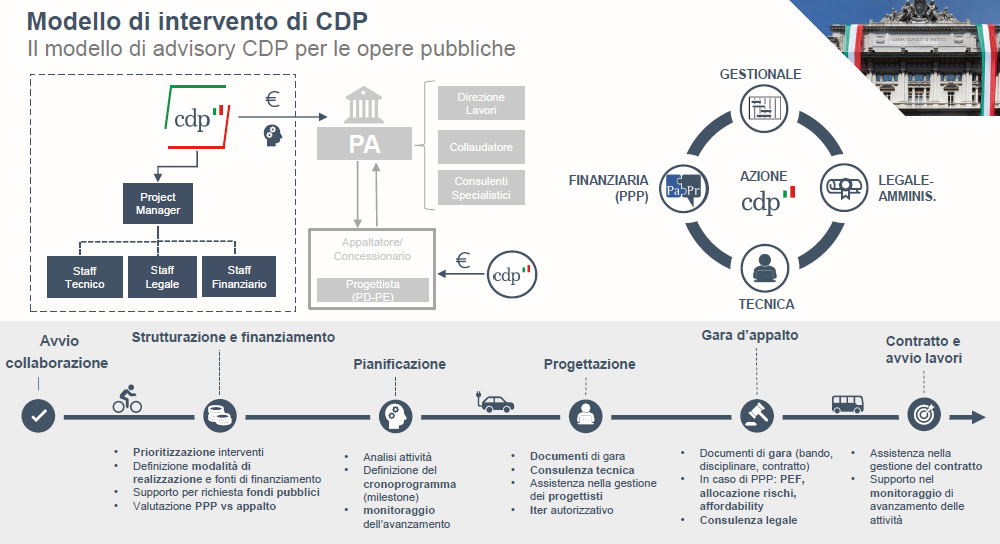 Modello di intervento di CDP
Il modello di advisory CDP per le opere pubbliche
cdp
€
PA
Direzione
Lavori
Collaudatore
Consulenti
Specialistici
Project
Manager
Staff
Tecnico
Staff
Legale
Staff
Finanziario
Appaltatore/
Concessionario
Progettista
(PD-PE)
€
cdp
GESTIONALE
FINANZIARIA
(PPP)
PaPr
AZIONE
cdp
LEGALE-
AMMINIS.
TECNICA
Avvio
collaborazione
Strutturazione e finanziamento
Pianificazione
Progettazione
Gara d’appalto
Contratto e
avvio lavori
• Prioritizzazione interventi
• Definizione modalità di
realizzazione e fonti di finanziamento
• Supporto per richiesta fondi pubblici
• Valutazione PPP vs appalto
• Analisi attività
• Definizione del
cronoprogramma
(milestone)
• monitoraggio
dell’avanzamento
• Documenti di gara
• Consulenza tecnica
• Assistenza nella gestione
dei progettisti
• Iter autorizzativo
• Documenti di gara (bando,
disciplinare, contratto)
• In caso di PPP: PEF,
allocazione rischi,
affordability
• Consulenza legale
• Assistenza nella
gestione del contratto
• Supporto nel
monitoraggio di
avanzamento delle
attività